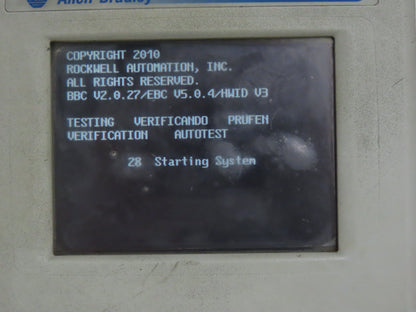 Allen-Bradley
COPYRIGHT 2010
ROCKWELL AUTOMATION, INC.
ALL RIGHTS RESERVED.
BBC V2.0.27/EBC V5.0.4/HWID V3
TESTING VERIFICANDO PRUFEN
VERIFICATION AUTOTEST
28 Starting System